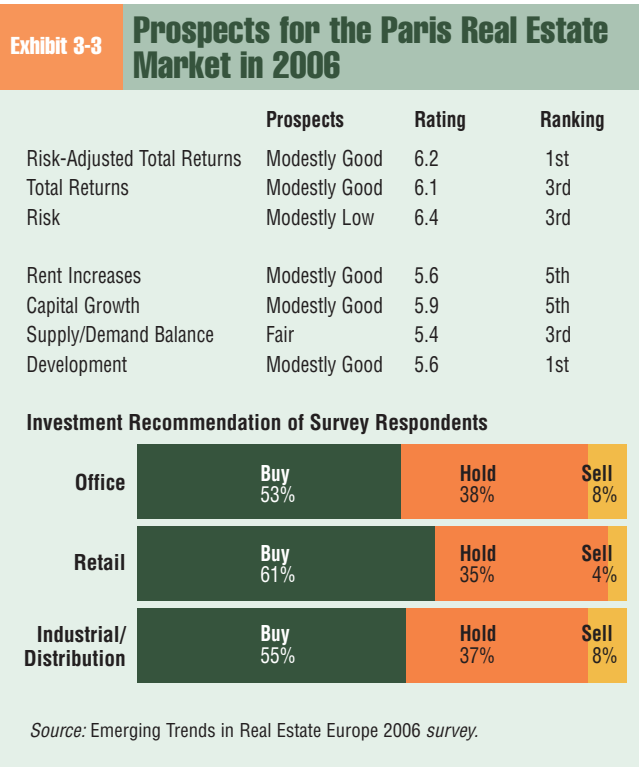 Exhibit 3-3
Prospects for the Paris Real Estate
Market in 2006
Prospects Rating Ranking
Risk-Adjusted Total Returns Modestly Good 6.2 1st
Total Returns Modestly Good 6.1 3rd
Risk Modestly Low 6.4 3rd
Rent Increases Modestly Good 5.6 5th
Capital Growth Modestly Good 5.9 5th
Supply/Demand Balance Fair 5.4 3rd
Development Modestly Good 5.6 1st
Investment Recommendation of Survey Respondents
Office
Buy Hold Sell
53% 38% 8%
Retail
Buy Hold Sell
61% 35% 4%
Industrial/
Distribution
Buy Hold Sell
55% 37% 8%
Source: Emerging Trends in Real Estate Europe 2006 survey.